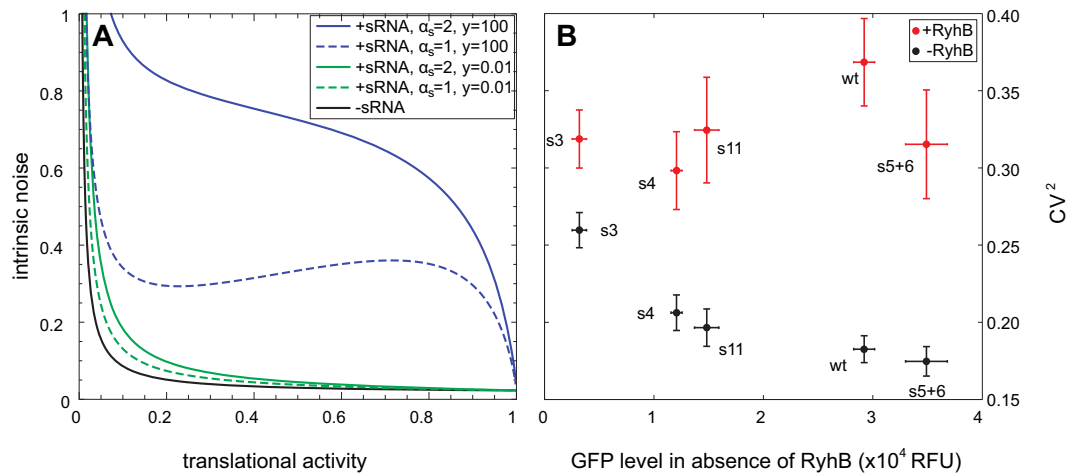 A
+sRNA, αs=2, y=100
+sRNA, αs=1, y=100
+sRNA, αs=2, y=0.01
+sRNA, αs=1, y=0.01
-sRNA
1
0.8
0.6
0.4
0.2
0
intrinsic noise
0 0.2 0.4 0.6 0.8 1
translational activity
B
+RyhB
-RyhB
wt
s3
s4
s11
s5+6
s3
s4
s11
wt
s5+6
0.40
0.35
0.30
0.25
0.20
0.15
CV²
0 1 2 3 4
GFP level in absence of RyhB (x10⁴ RFU)